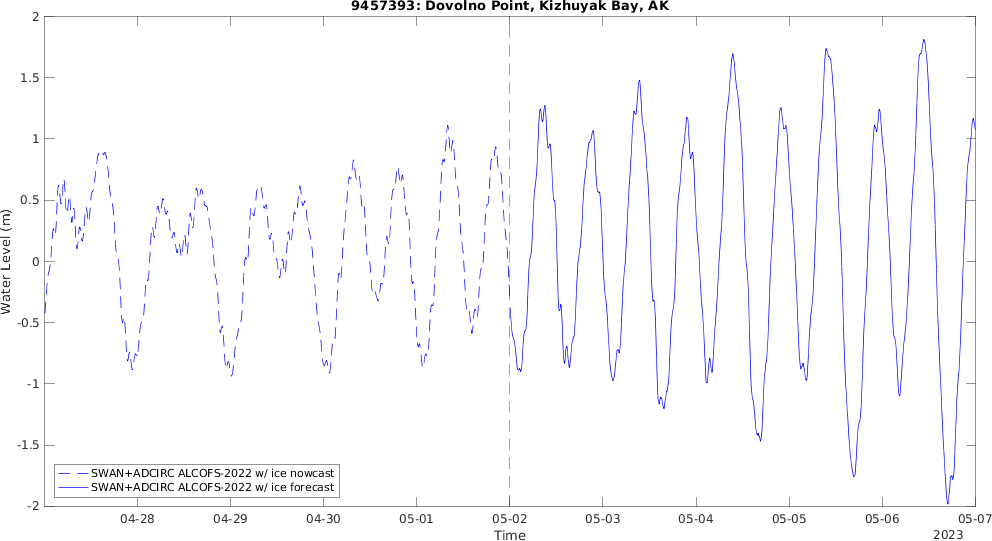 9457393: Dovolno Point, Kizhuyak Bay, AK
Water Level (m)
2
1.5
1
0.5
0
-0.5
-1
-1.5
-2
SWAN+ADCIRC ALCOFS-2022 w/ ice nowcast
SWAN+ADCIRC ALCOFS-2022 w/ ice forecast
04-28 04-29 04-30 05-01 05-02 05-03 05-04 05-05 05-06 05-07
Time
2023